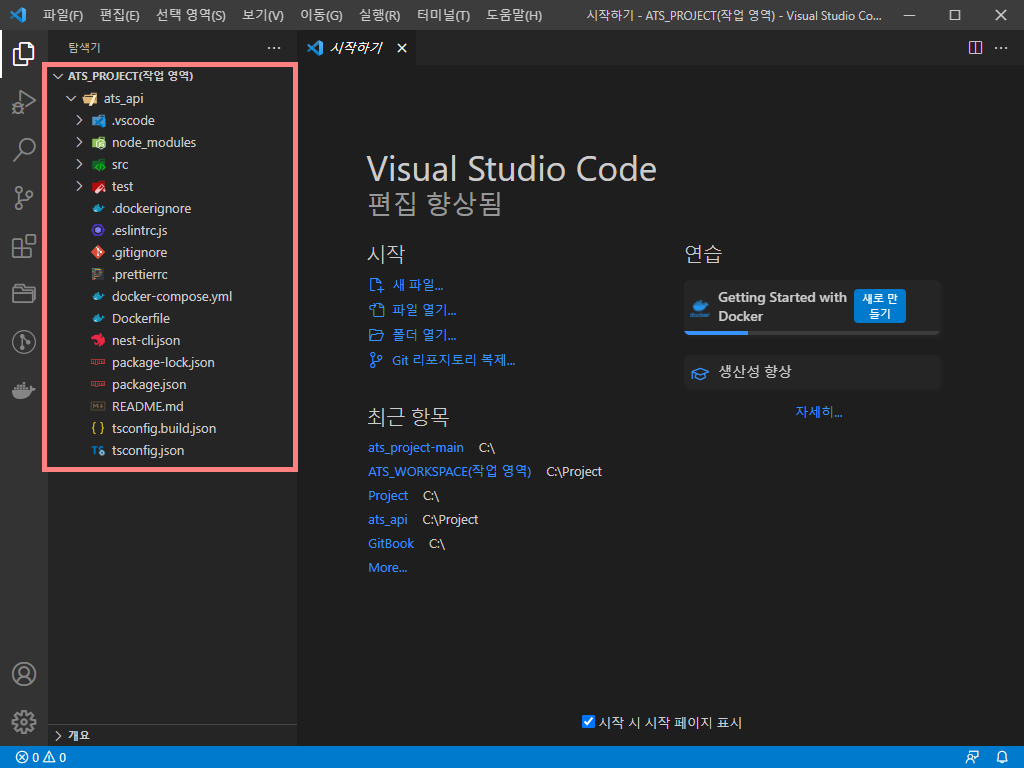 파일(F) 편집(E) 선택 영역(S) 보기(V) 이동(G) 실행(R) 터미널(T) 도움말(H) 시작하기 - ATS_PROJECT(작업 영역) - Visual Studio Co...
탐색기
시작하기
ATS_PROJECT(작업 영역)
ats_api
.vscode
node_modules
src
test
.dockerignore
.eslintrc.js
.gitignore
.prettierrc
docker-compose.yml
Dockerfile
nest-cli.json
package-lock.json
package.json
README.md
tsconfig.build.json
tsconfig.json
개요
Visual Studio Code
편집 향상됨
시작
새 파일...
파일 열기...
폴더 열기...
Git 리포지토리 복제...
최근 항목
ats_project-main C:\
ATS_WORKSPACE(작업 영역) C:\Project
Project C:\
ats_api C:\Project
GitBook C:\
More...
연습
Getting Started with
Docker
새로 만
들기
생산성 향상
자세히...
시작 시 시작 페이지 표시
0 0